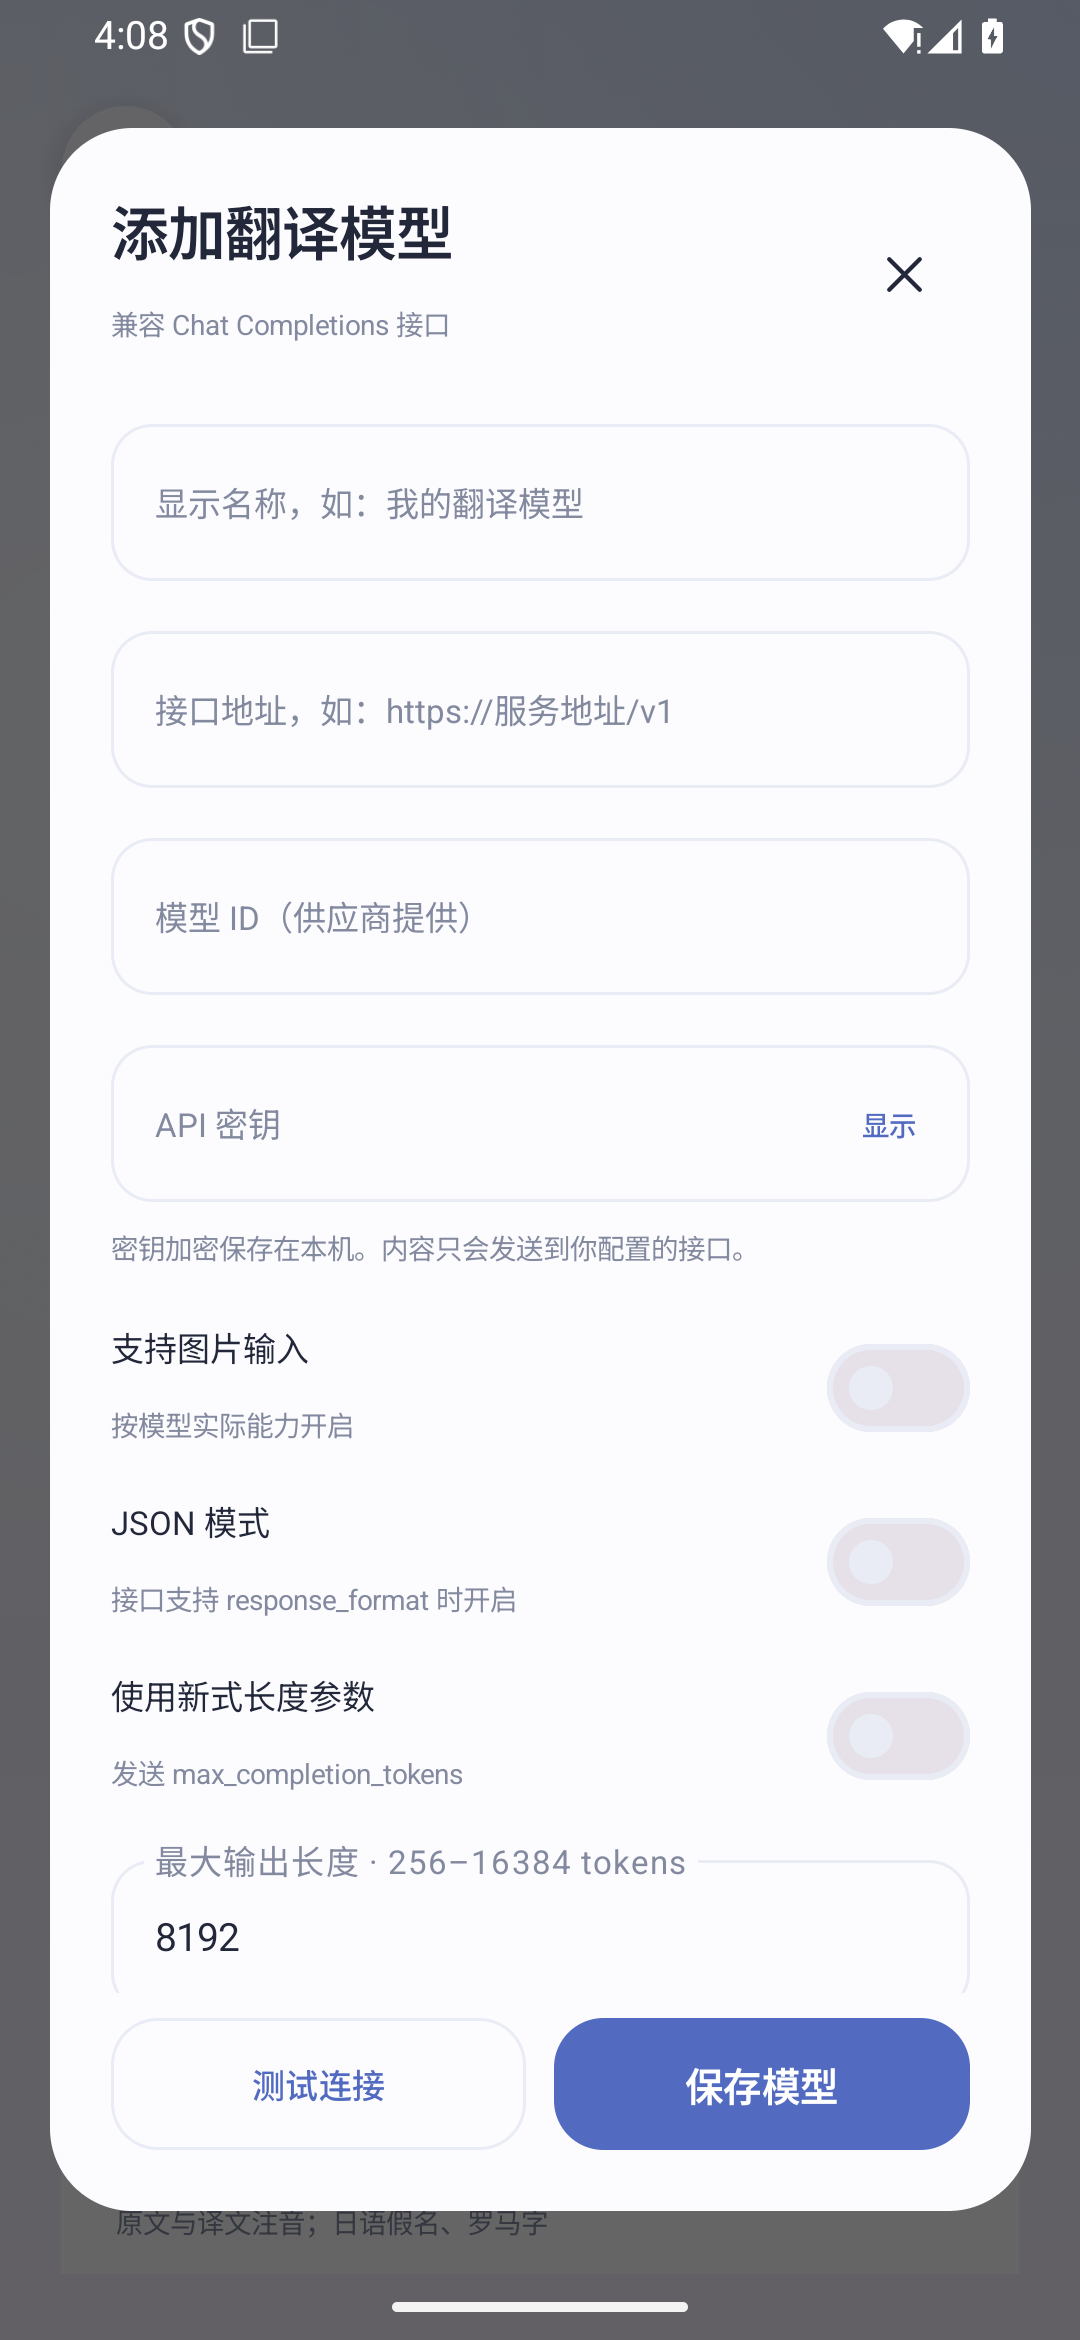 4:08
添加翻译模型
兼容 Chat Completions 接口
显示名称，如：我的翻译模型
接口地址，如：https://服务地址/v1
模型 ID（供应商提供）
API 密钥
显示
密钥加密保存在本机。内容只会发送到你配置的接口。
支持图片输入
按模型实际能力开启
JSON 模式
接口支持 response_format 时开启
使用新式长度参数
发送 max_completion_tokens
最大输出长度 · 256–16384 tokens
8192
测试连接
保存模型
原文与译文注音；日语假名、罗马字